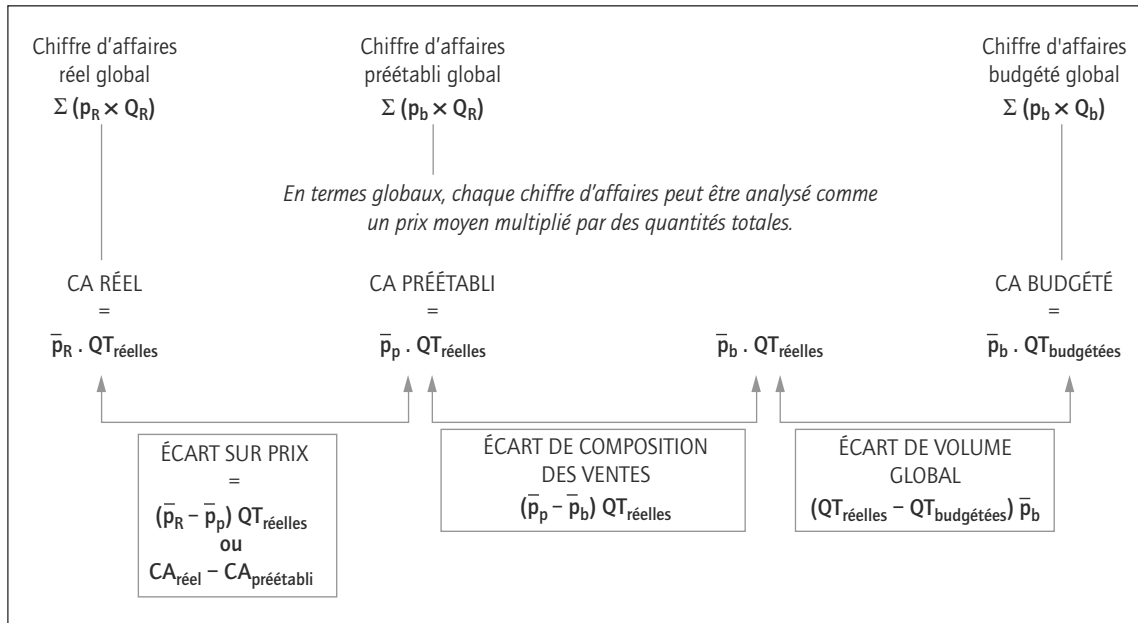 Chiffre d’affaires
réel global
Σ (pR × QR)
Chiffre d’affaires
préétabli global
Σ (pb × QR)
Chiffre d'affaires
budgété global
Σ (pb × Qb)
En termes globaux, chaque chiffre d’affaires peut être analysé comme
un prix moyen multiplié par des quantités totales.
CA RÉEL
=
p̅R . QTréelles
CA PRÉÉTABLI
=
p̅p . QTréelles
p̅b . QTréelles
CA BUDGÉTÉ
=
p̅b . QTbudgétées
ÉCART SUR PRIX
=
(p̅R – p̅p) QTréelles
ou
CAréel – CApréétabli
ÉCART DE COMPOSITION
DES VENTES
(p̅p – p̅b) QTréelles
ÉCART DE VOLUME
GLOBAL
(QTréelles – QTbudgétées) p̅b